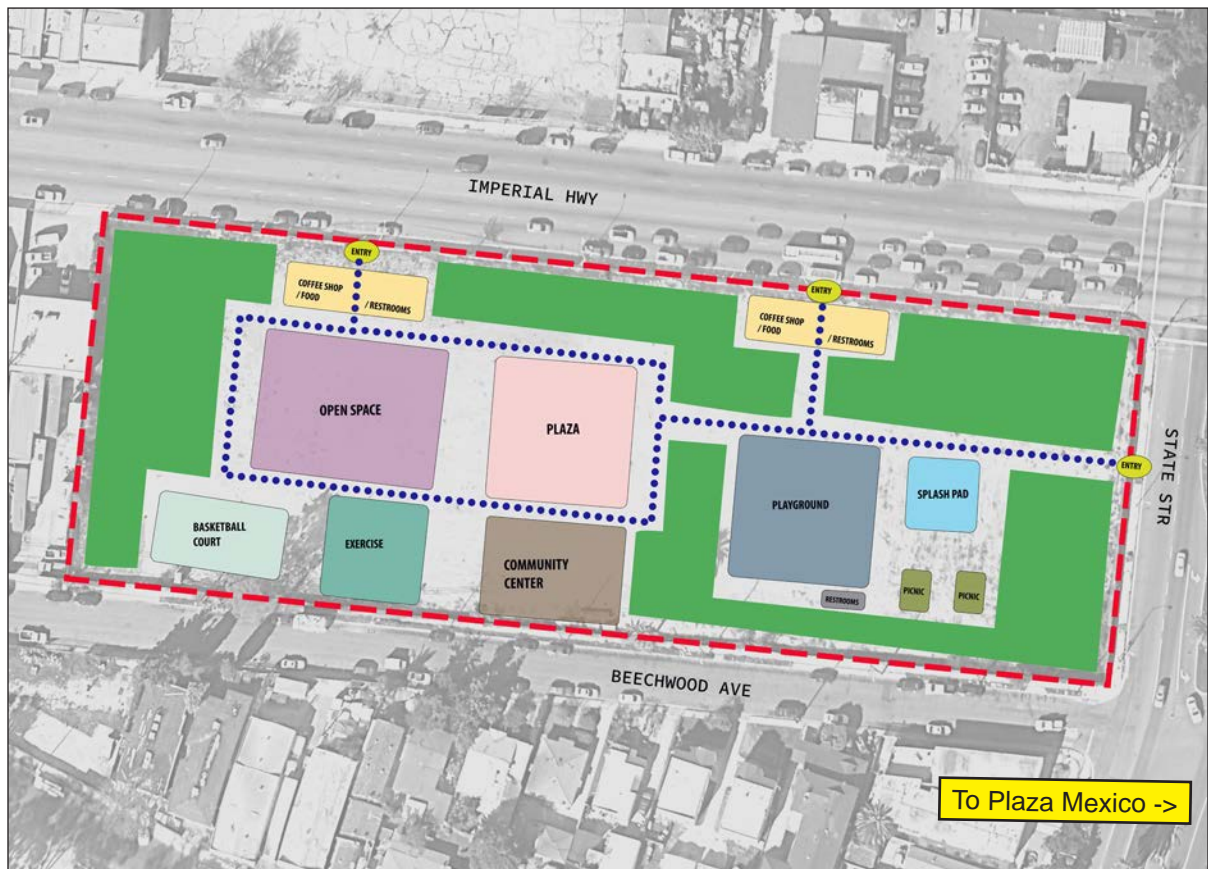 IMPERIAL HWY
ENTRY
COFFEE SHOP
/ FOOD
/ RESTROOMS
ENTRY
COFFEE SHOP
/ FOOD
/ RESTROOMS
OPEN SPACE
PLAZA
ENTRY
STATE STR
PLAYGROUND
SPLASH PAD
BASKETBALL
COURT
EXERCISE
COMMUNITY
CENTER
RESTROOMS
PICNIC
PICNIC
BEECHWOOD AVE
To Plaza Mexico ->